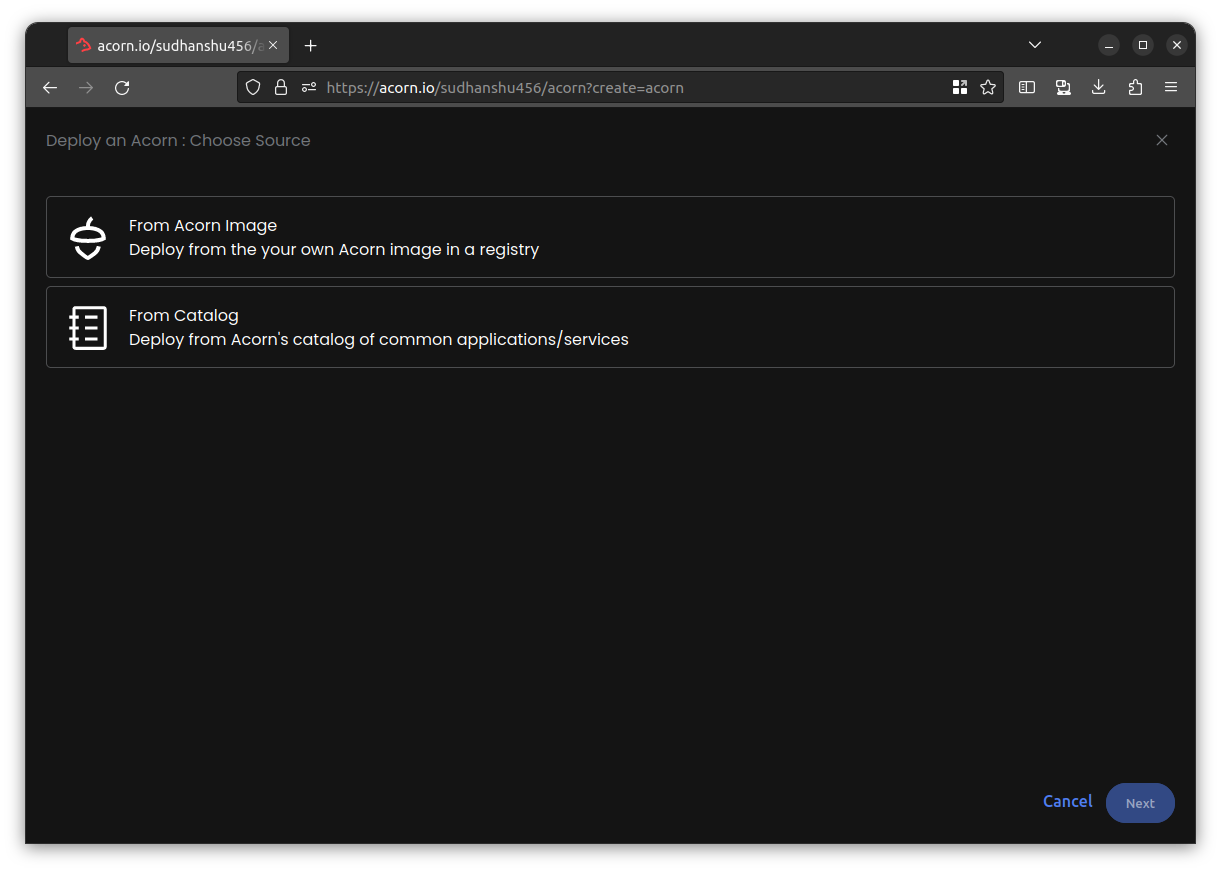 acorn.io/sudhanshu456/a
https://acorn.io/sudhanshu456/acorn?create=acorn
Deploy an Acorn : Choose Source
From Acorn Image
Deploy from the your own Acorn image in a registry
From Catalog
Deploy from Acorn's catalog of common applications/services
Cancel
Next